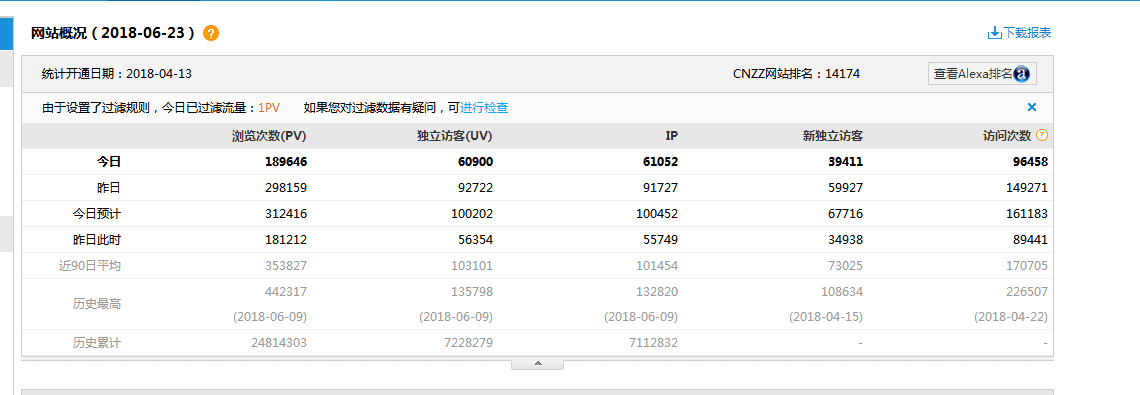 网站概况（2018-06-23） ?
下载报表
统计开通日期：2018-04-13 CNZZ网站排名：14174 查看Alexa排名
由于设置了过滤规则，今日已过滤流量：1PV 如果您对过滤数据有疑问，可进行检查
浏览次数(PV) 独立访客(UV) IP 新独立访客 访问次数 ?
今日 189646 60900 61052 39411 96458
昨日 298159 92722 91727 59927 149271
今日预计 312416 100202 100452 67716 161183
昨日此时 181212 56354 55749 34938 89441
近90日平均 353827 103101 101454 73025 170705
历史最高 442317 135798 132820 108634 226507
(2018-06-09) (2018-06-09) (2018-06-09) (2018-04-15) (2018-04-22)
历史累计 24814303 7228279 7112832 - -